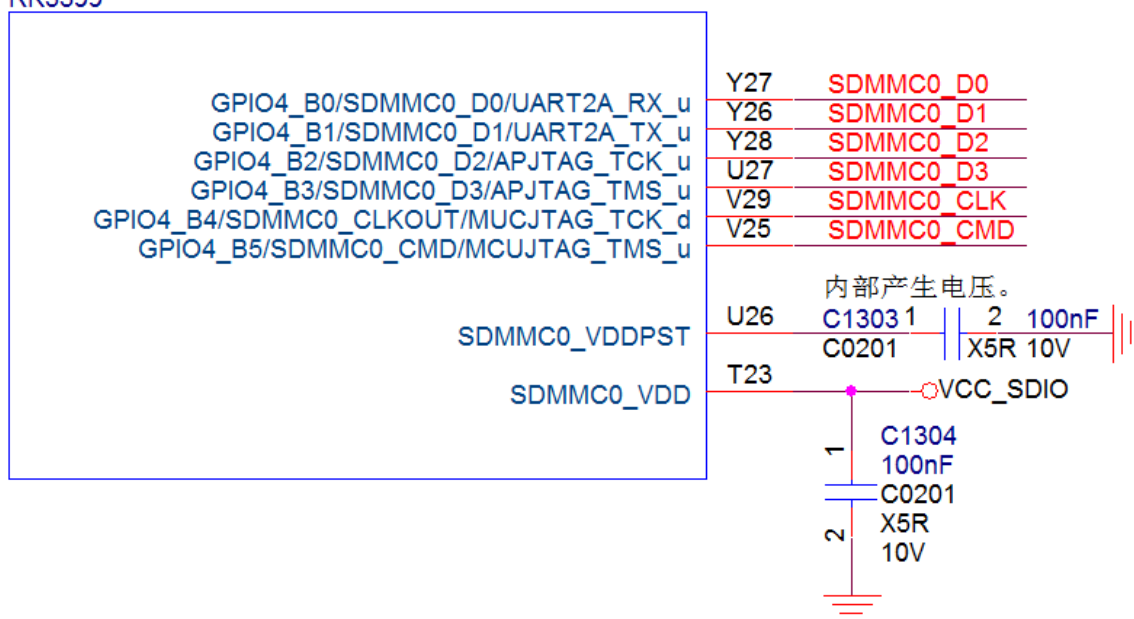 RK3399
GPIO4_B0/SDMMC0_D0/UART2A_RX_u Y27 SDMMC0_D0
GPIO4_B1/SDMMC0_D1/UART2A_TX_u Y26 SDMMC0_D1
GPIO4_B2/SDMMC0_D2/APJTAG_TCK_u Y28 SDMMC0_D2
GPIO4_B3/SDMMC0_D3/APJTAG_TMS_u U27 SDMMC0_D3
GPIO4_B4/SDMMC0_CLKOUT/MUCJTAG_TCK_d V29 SDMMC0_CLK
GPIO4_B5/SDMMC0_CMD/MCUJTAG_TMS_u V25 SDMMC0_CMD
内部产生电压。
SDMMC0_VDDPST U26 C1303 1 2 100nF
C0201 X5R 10V
SDMMC0_VDD T23 VCC_SDIO
1 C1304
100nF
C0201
2 X5R
10V